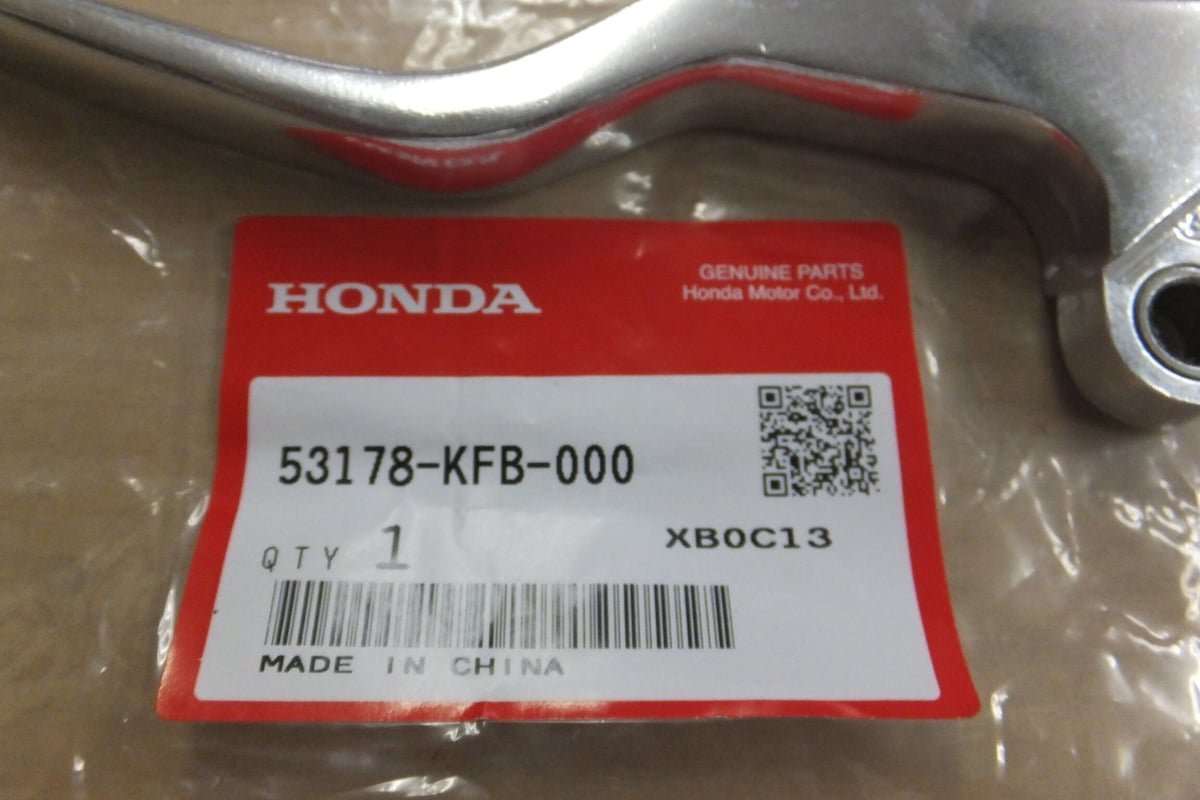 HONDA
GENUINE PARTS
Honda Motor Co., Ltd.
53178-KFB-000
QTY 1
XB0C13
MADE IN CHINA